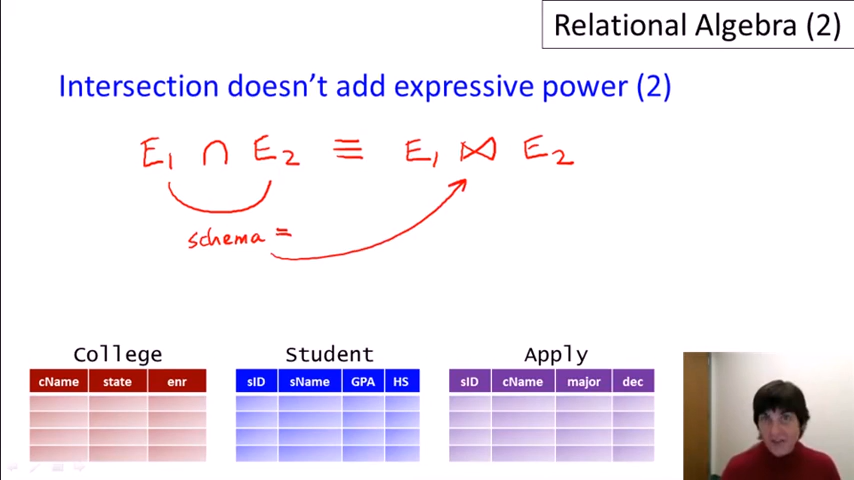 Relational Algebra (2)
Intersection doesn't add expressive power (2)
E₁ ∩ E₂ ≡ E₁ ⋈ E₂
schema =
College Student Apply
cName state enr sID sName GPA HS sID cName major dec